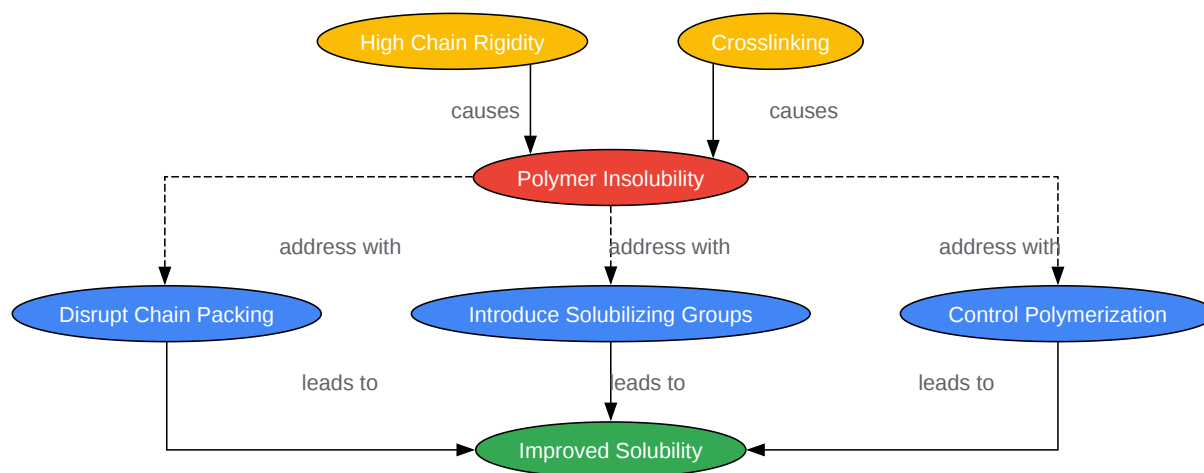 High Chain Rigidity
Crosslinking
causes
causes
Polymer Insolubility
address with
address with
address with
Disrupt Chain Packing
Introduce Solubilizing Groups
Control Polymerization
leads to
leads to
leads to
Improved Solubility